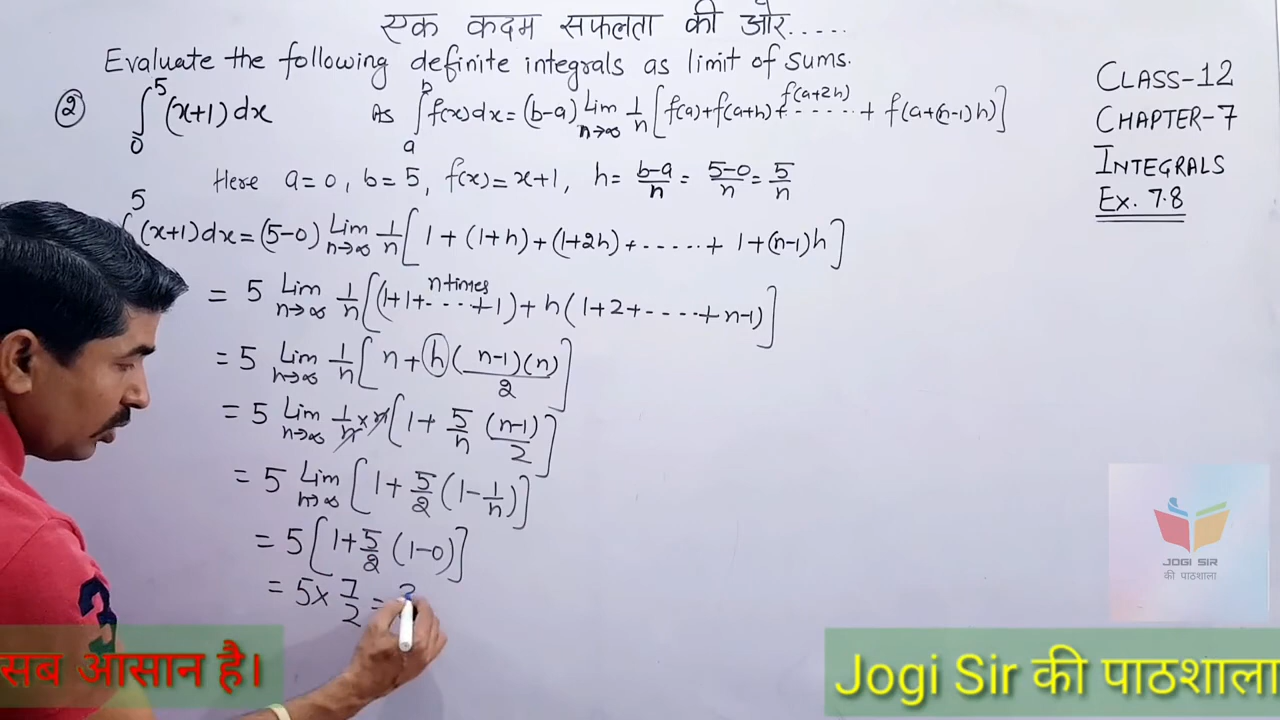 एक कदम सफलता की ओर.....
Evaluate the following definite integrals as limit of sums.
② ∫₀⁵ (x+1) dx As ∫ₐᵇ f(x) dx = (b-a) Lim n→∞ 1/n [f(a)+f(a+h)+ f(a+2h) ......+ f(a+(n-1)h)]
Here a=0, b=5, f(x)=x+1, h= b-a/n = 5-0/n = 5/n
5 (x+1) dx = (5-0) Lim n→∞ 1/n [1+(1+h)+(1+2h)+......+ 1+(n-1)h]
= 5 Lim n→∞ 1/n [(1+1+ n times ....+1)+h(1+2+.....+n-1)]
= 5 Lim n→∞ 1/n [n+h((n-1)(n)/2)]
= 5 Lim n→∞ 1/n × n [1+ 5/n (n-1)/2]
= 5 Lim n→∞ [1+ 5/2 (1- 1/n)]
= 5 [1+ 5/2 (1-0)]
= 5 × 7/2 =
CLASS-12
CHAPTER-7
INTEGRALS
Ex. 7.8
JOGI SIR
की पाठशाला
3
सब आसान है।
Jogi Sir की पाठशाला